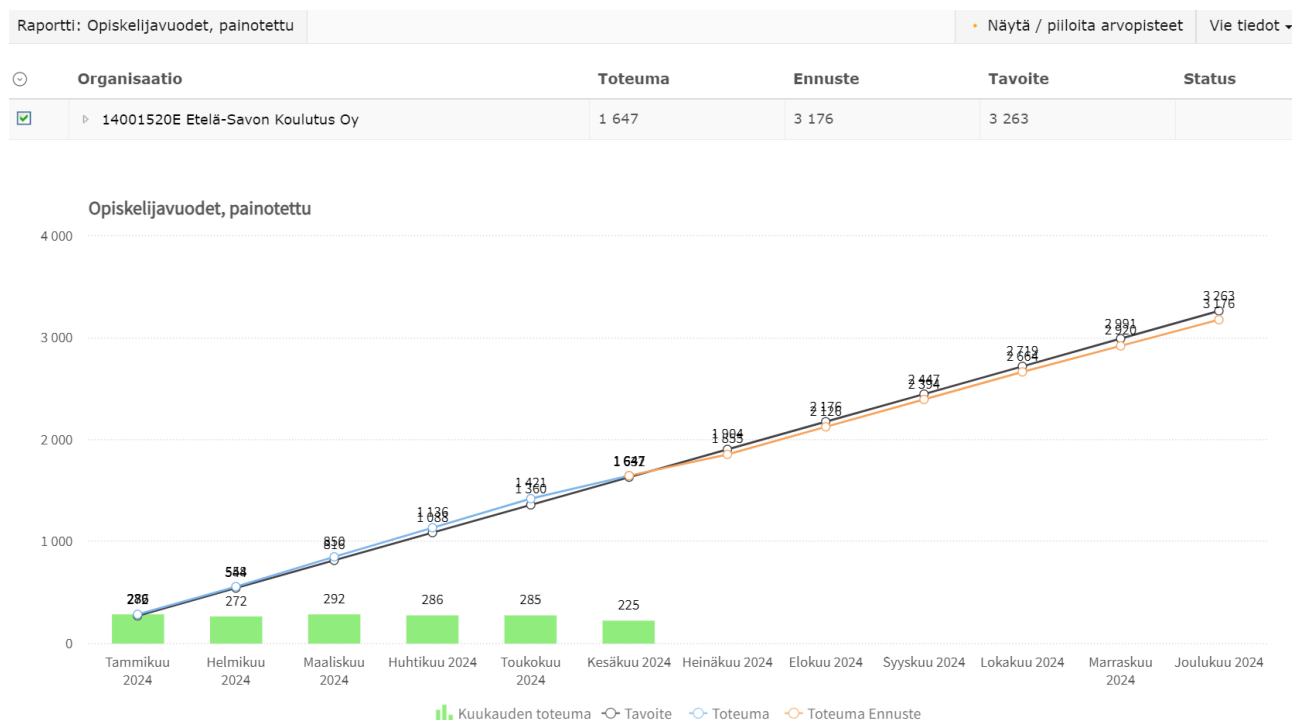 Raportti: Opiskelijavuodet, painotettu
Näytä / piiloita arvopisteet
Vie tiedot
Organisaatio Toteuma Ennuste Tavoite Status
14001520E Etelä-Savon Koulutus Oy 1 647 3 176 3 263
Opiskelijavuodet, painotettu
4 000
3 263
3 176
3 000
2 991
2 920
2 719
2 664
2 447
2 394
2 176
2 126
2 000
1 904
1 855
1 647
1 421
1 360
1 136
1 088
1 000
850
816
544
272 292 286 285 225
0
Tammikuu 2024
Helmikuu 2024
Maaliskuu 2024
Huhtikuu 2024
Toukokuu 2024
Kesäkuu 2024
Heinäkuu 2024
Elokuu 2024
Syyskuu 2024
Lokakuu 2024
Marraskuu 2024
Joulukuu 2024
Kuukauden toteuma Tavoite Toteuma Toteuma Ennuste